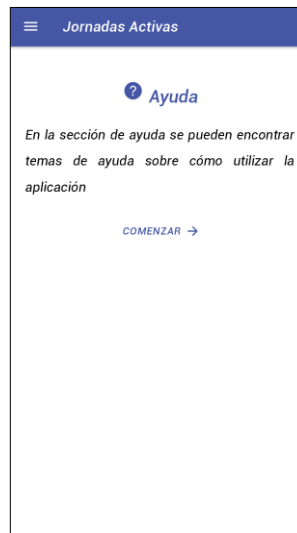 Jornadas Activas
Ayuda
En la sección de ayuda se pueden encontrar
temas de ayuda sobre cómo utilizar la
aplicación
COMENZAR